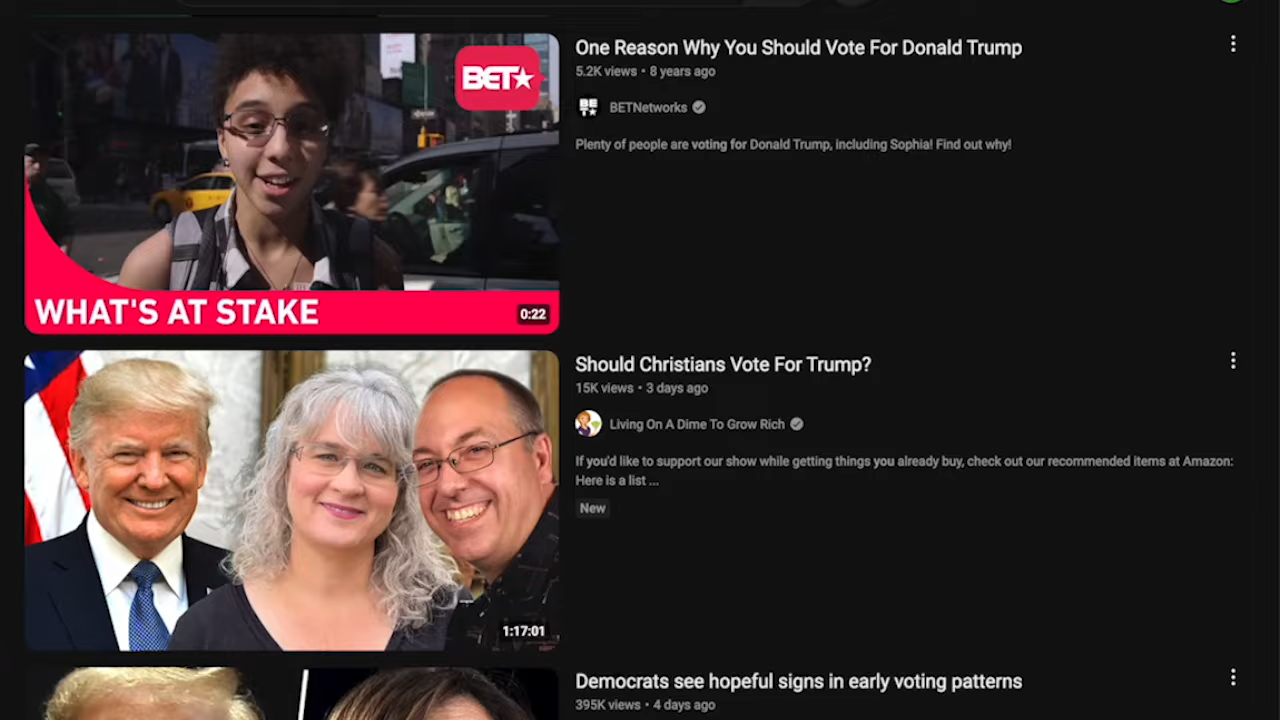 BET★
One Reason Why You Should Vote For Donald Trump
5.2K views • 8 years ago
BET★
BETNetworks
Plenty of people are voting for Donald Trump, including Sophia! Find out why!
WHAT'S AT STAKE
0:22
Should Christians Vote For Trump?
15K views • 3 days ago
Living On A Dime To Grow Rich
If you'd like to support our show while getting things you already buy, check out our recommended items at Amazon:
Here is a list ...
New
1:17:01
Democrats see hopeful signs in early voting patterns
395K views • 4 days ago